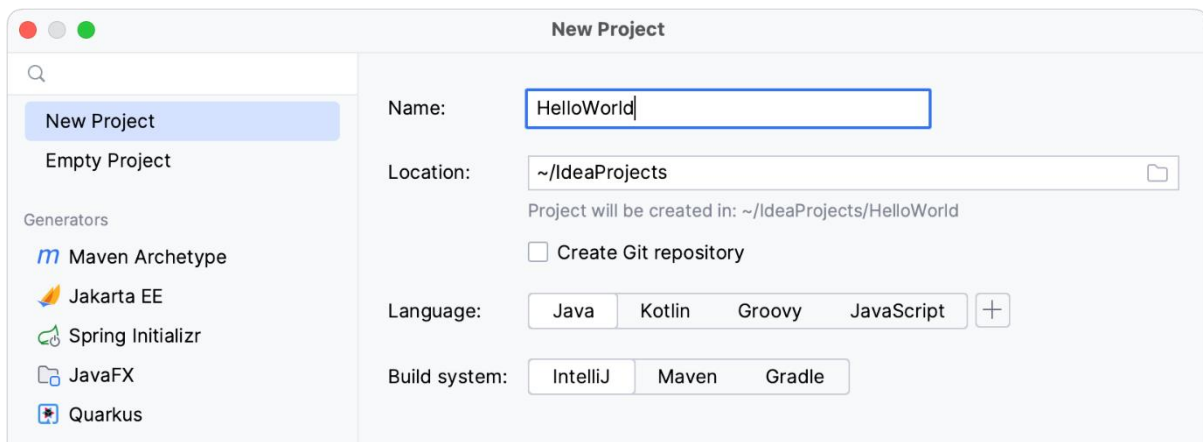 New Project
New Project
Empty Project
Generators
Maven Archetype
Jakarta EE
Spring Initializr
JavaFX
Quarkus
Name: HelloWorld
Location: ~/IdeaProjects
Project will be created in: ~/IdeaProjects/HelloWorld
Create Git repository
Language: Java Kotlin Groovy JavaScript
Build system: IntelliJ Maven Gradle